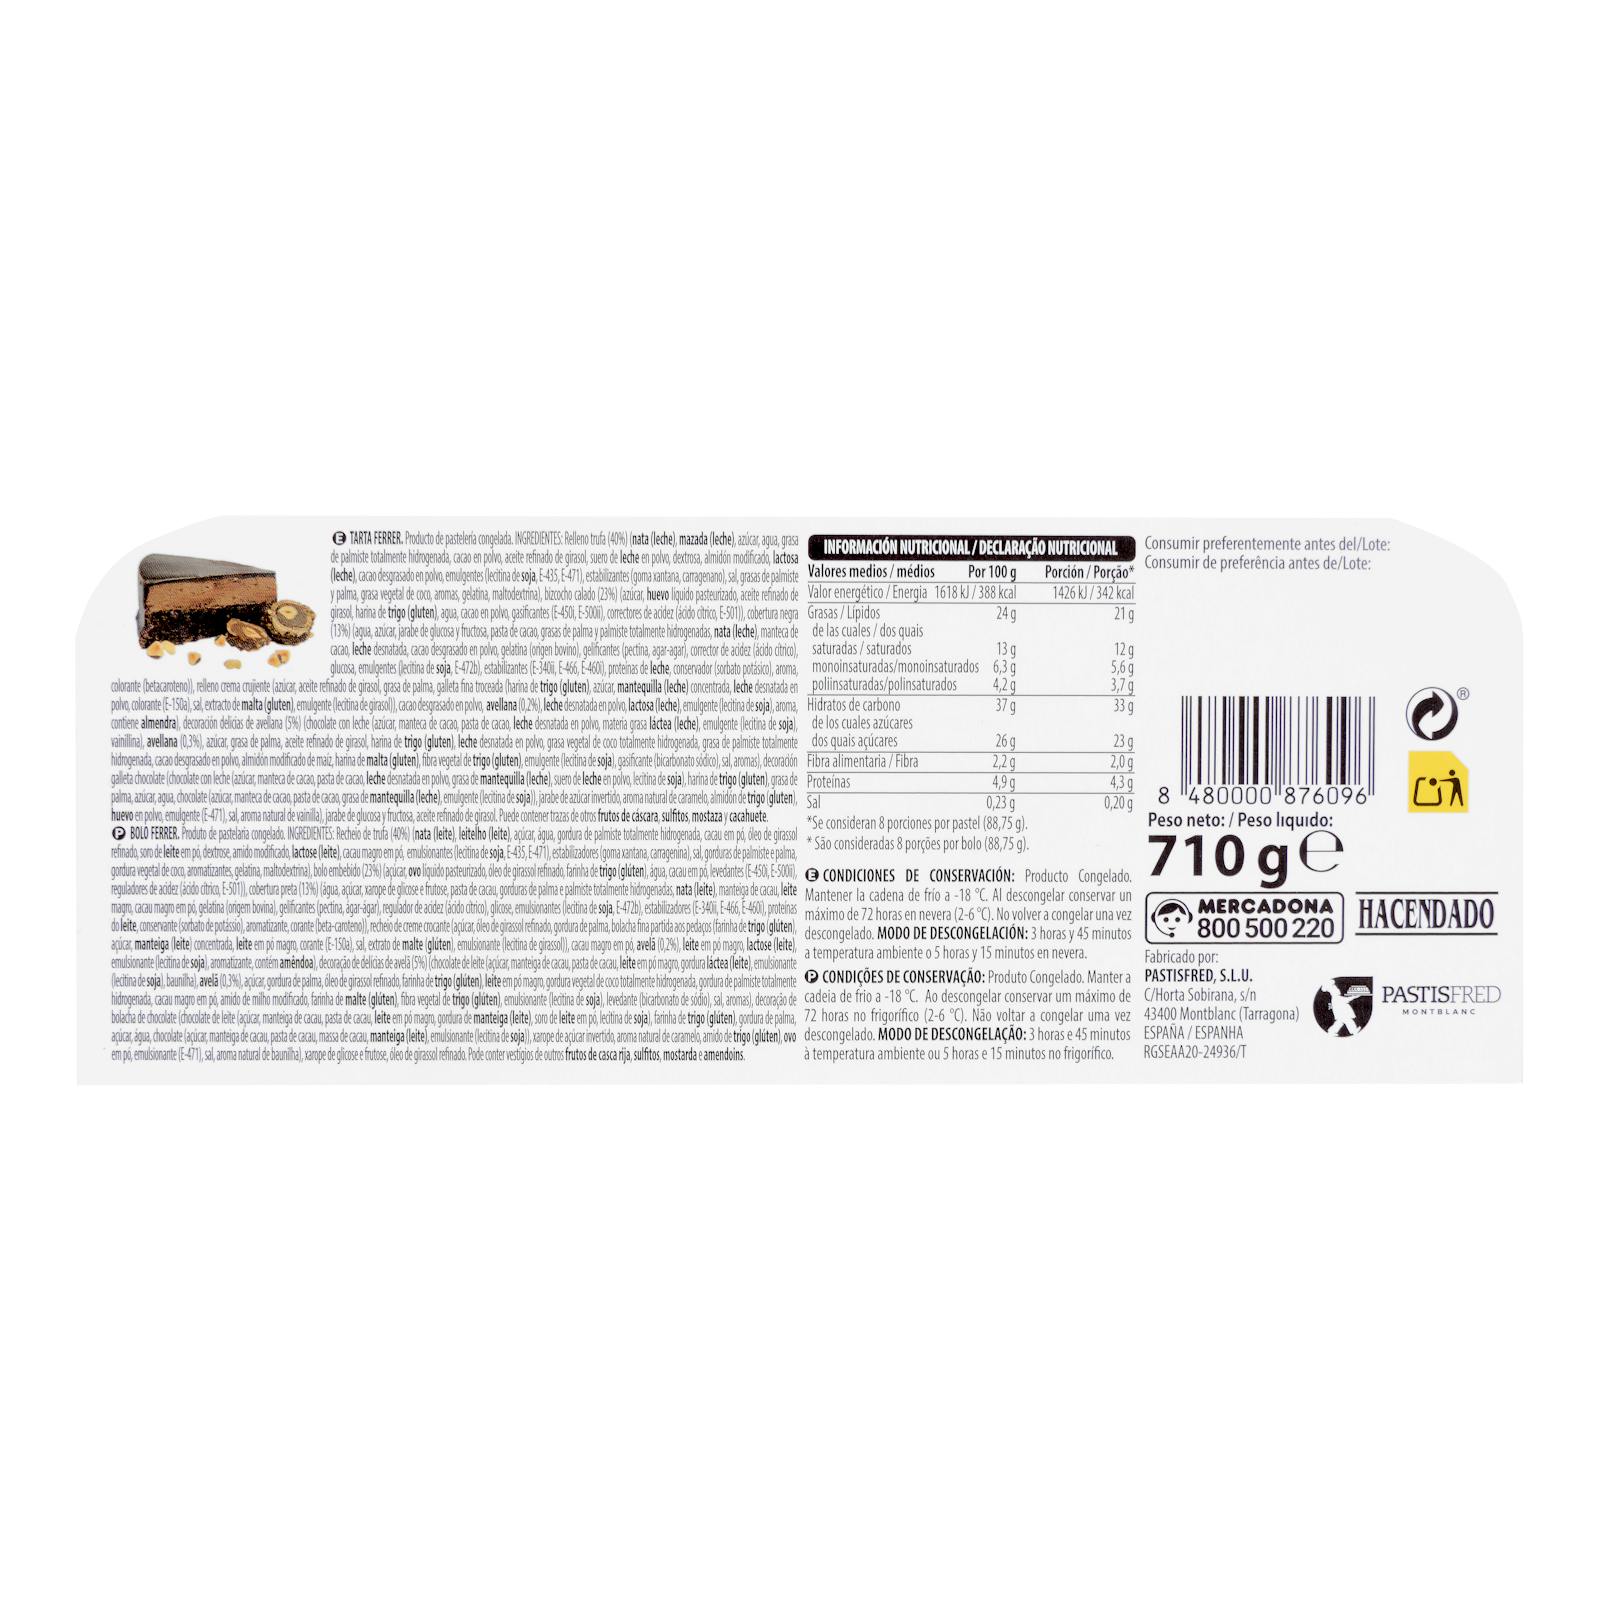 E TARTA FERRER. Producto de pastelería congelada. INGREDIENTES: Relleno trufa (40%) (nata (leche), mazada (leche), azúcar, agua, grasa
de palmiste totalmente hidrogenada, cacao en polvo, aceite refinado de girasol, suero de leche en polvo, dextrosa, almidón modificado, lactosa
(leche), cacao desgrasado en polvo, emulgentes (lecitina de soja, E-435, E-471), estabilizantes (goma xantana, carragenano), sal, grasas de palmiste
y palma, grasa vegetal de coco, aromas, gelatina, maltodextrina), bizcocho calado (23%) (azúcar, huevo líquido pasteurizado, aceite refinado de
girasol, harina de trigo (gluten), agua, cacao en polvo, gasificantes (E-450i, E-500ii), correctores de acidez (ácido cítrico, E-501)), cobertura negra
(13%) (agua, azúcar, jarabe de glucosa y fructosa, pasta de cacao, grasas de palma y palmiste totalmente hidrogenadas, nata (leche), manteca de
cacao, leche desnatada, cacao desgrasado en polvo, gelatina (origen bovino), gelificantes (pectina, agar-agar), corrector de acidez (ácido cítrico),
glucosa, emulgentes (lecitina de soja, E-472b), estabilizantes (E-340ii, E-466, E-460i), proteínas de leche, conservador (sorbato potásico), aroma,
colorante (betacaroteno)), relleno crema crujiente (azúcar, aceite refinado de girasol, grasa de palma, galleta fina troceada (harina de trigo (gluten), azúcar, mantequilla (leche) concentrada, leche desnatada en
polvo, colorante (E-150a), sal, extracto de malta (gluten), emulgente (lecitina de girasol)), cacao desgrasado en polvo, avellana (0,2%), leche desnatada en polvo, lactosa (leche), emulgente (lecitina de soja), aroma,
contiene almendra), decoración delicias de avellana (5%) (chocolate con leche (azúcar, manteca de cacao, pasta de cacao, leche desnatada en polvo, materia grasa láctea (leche), emulgente (lecitina de soja),
vainillina), avellana (0,3%), azúcar, grasa de palma, aceite refinado de girasol, harina de trigo (gluten), leche desnatada en polvo, grasa vegetal de coco totalmente hidrogenada, grasa de palmiste totalmente
hidrogenada, cacao desgrasado en polvo, almidón modificado de maíz, harina de malta (gluten), fibra vegetal de trigo (gluten), emulgente (lecitina de soja), gasificante (bicarbonato sódico), sal, aromas), decoración
galleta chocolate (chocolate con leche (azúcar, manteca de cacao, pasta de cacao, leche desnatada en polvo, grasa de mantequilla (leche), suero de leche en polvo, lecitina de soja), harina de trigo (gluten), grasa de
palma, azúcar, agua, chocolate (azúcar, manteca de cacao, pasta de cacao, grasa de mantequilla (leche), emulgente (lecitina de soja)), jarabe de azúcar invertido, aroma natural de caramelo, almidón de trigo (gluten),
huevo en polvo, emulgente (E-471), sal, aroma natural de vainilla), jarabe de glucosa y fructosa, aceite refinado de girasol. Puede contener trazas de otros frutos de cáscara, sulfitos, mostaza y cacahuete.
P BOLO FERRER. Produto de pastelaria congelado. INGREDIENTES: Recheio de trufa (40%) (nata (leite), leitelho (leite), açúcar, água, gordura de palmiste totalmente hidrogenada, cacau em pó, óleo de girassol
refinado, soro de leite em pó, dextrose, amido modificado, lactose (leite), cacau magro em pó, emulsionantes (lecitina de soja, E-435, E-471), estabilizadores (goma xantana, carragenina), sal, gorduras de palmiste e palma,
gordura vegetal de coco, aromatizantes, gelatina, maltodextrina), bolo embebido (23%) (açúcar, ovo líquido pasteurizado, óleo de girassol refinado, farinha de trigo (glúten), água, cacau em pó, levedantes (E-450i, E-500ii),
reguladores de acidez (ácido cítrico, E-501)), cobertura preta (13%) (água, açúcar, xarope de glicose e frutose, pasta de cacau, gorduras de palma e palmiste totalmente hidrogenadas, nata (leite), manteiga de cacau, leite
magro, cacau magro em pó, gelatina (origem bovina), gelificantes (pectina, ágar-ágar), regulador de acidez (ácido cítrico), glicose, emulsionantes (lecitina de soja, E-472b), estabilizadores (E-340ii, E-466, E-460i), proteínas
do leite, conservante (sorbato de potássio), aromatizante, corante (beta-caroteno)), recheio de creme crocante (açúcar, óleo de girassol refinado, gordura de palma, bolacha fina partida aos pedaços (farinha de trigo (glúten),
açúcar, manteiga (leite) concentrada, leite em pó magro, corante (E-150a), sal, extrato de malte (glúten), emulsionante (lecitina de girassol)), cacau magro em pó, avelã (0,2%), leite em pó magro, lactose (leite),
emulsionante (lecitina de soja), aromatizante, contém amêndoa), decoração de delícias de avelã (5%) (chocolate de leite (açúcar, manteiga de cacau, pasta de cacau, leite em pó magro, gordura láctea (leite), emulsionante
(lecitina de soja), baunilha), avelã (0,3%), açúcar, gordura de palma, óleo de girassol refinado, farinha de trigo (glúten), leite em pó magro, gordura vegetal de coco totalmente hidrogenada, gordura de palmiste totalmente
hidrogenada, cacau magro em pó, amido de milho modificado, farinha de malte (glúten), fibra vegetal de trigo (glúten), emulsionante (lecitina de soja), levedante (bicarbonato de sódio), sal, aromas), decoração de
bolacha de chocolate (chocolate de leite (açúcar, manteiga de cacau, pasta de cacau, leite em pó magro, gordura de manteiga (leite), soro de leite em pó, lecitina de soja), farinha de trigo (glúten), gordura de palma,
açúcar, água, chocolate (açúcar, manteiga de cacau, pasta de cacau, massa de cacau, manteiga (leite), emulsionante (lecitina de soja)), xarope de açúcar invertido, aroma natural de caramelo, amido de trigo (glúten), ovo
em pó, emulsionante (E-471), sal, aroma natural de baunilha), xarope de glicose e frutose, óleo de girassol refinado. Pode conter vestígios de outros frutos de casca rija, sulfitos, mostarda e amendoins.
INFORMACIÓN NUTRICIONAL / DECLARAÇÃO NUTRICIONAL
Valores medios / médios Por 100 g Porción / Porção*
Valor energético / Energia 1618 kJ / 388 kcal 1426 kJ / 342 kcal
Grasas / Lípidos 24 g 21 g
de las cuales / dos quais
saturadas / saturados 13 g 12 g
monoinsaturadas/monoinsaturados 6,3 g 5,6 g
poliinsaturadas/polinsaturados 4,2 g 3,7 g
Hidratos de carbono 37 g 33 g
de los cuales azúcares
dos quais açúcares 26 g 23 g
Fibra alimentaria / Fibra 2,2 g 2,0 g
Proteínas 4,9 g 4,3 g
Sal 0,23 g 0,20 g
*Se consideran 8 porciones por pastel (88,75 g).
* São consideradas 8 porções por bolo (88,75 g).
E CONDICIONES DE CONSERVACIÓN: Producto Congelado.
Mantener la cadena de frío a -18 °C. Al descongelar conservar un
máximo de 72 horas en nevera (2-6 °C). No volver a congelar una vez
descongelado. MODO DE DESCONGELACIÓN: 3 horas y 45 minutos
a temperatura ambiente o 5 horas y 15 minutos en nevera.
P CONDIÇÕES DE CONSERVAÇÃO: Produto Congelado. Manter a
cadeia de frio a -18 °C. Ao descongelar conservar um máximo de
72 horas no frigorífico (2-6 °C). Não voltar a congelar uma vez
descongelado. MODO DE DESCONGELAÇÃO: 3 horas e 45 minutos
à temperatura ambiente ou 5 horas e 15 minutos no frigorífico.
Consumir preferentemente antes del/Lote:
Consumir de preferência antes de/Lote:
8 480000 876096
®
Peso neto: / Peso líquido:
710 g ℮
MERCADONA
800 500 220
HACENDADO
Fabricado por:
PASTISFRED, S.L.U.
C/Horta Sobirana, s/n
43400 Montblanc (Tarragona)
ESPAÑA / ESPANHA
RGSEAA20-24936/T
PASTISFRED
MONTBLANC